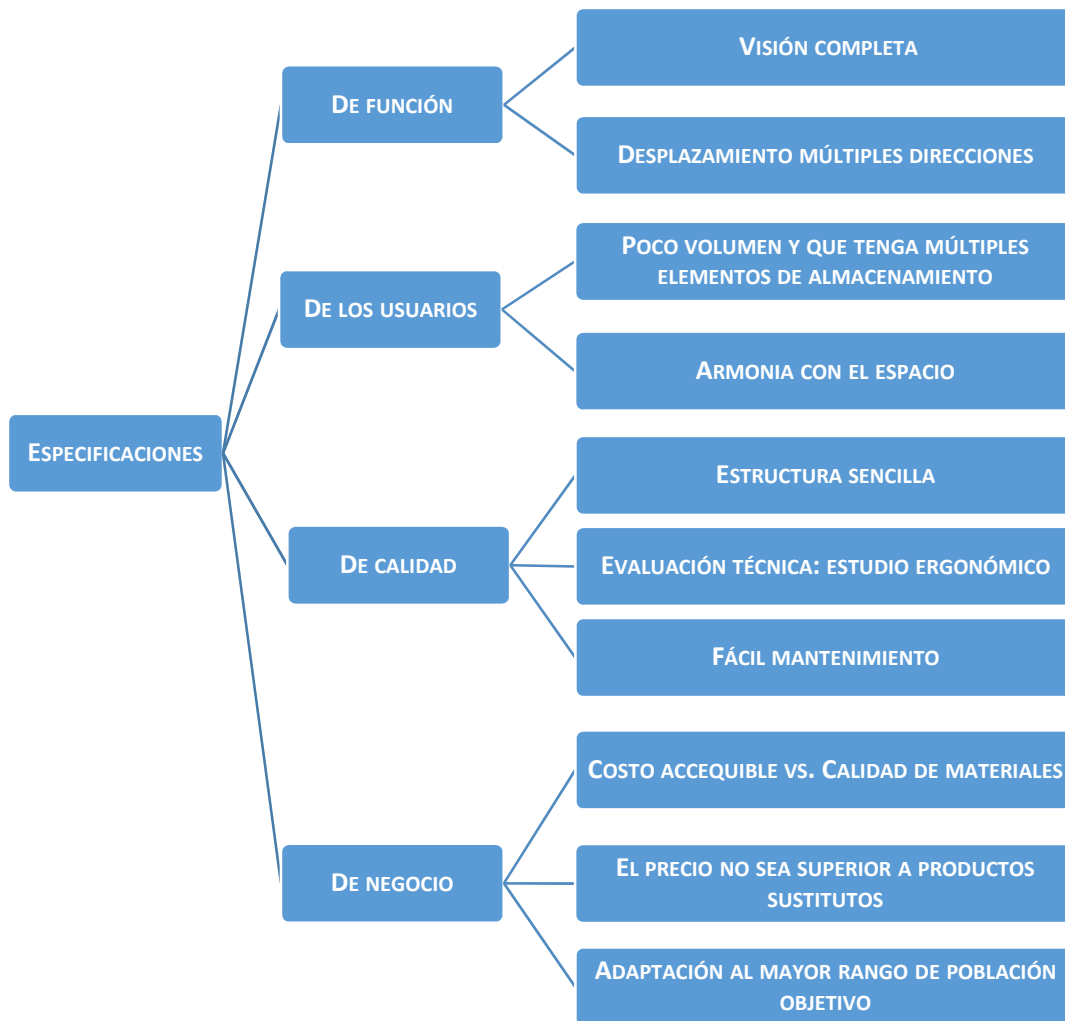 Especificaciones
De función
Visión completa
Desplazamiento múltiples direcciones
De los usuarios
Poco volumen y que tenga múltiples
elementos de almacenamiento
Armonia con el espacio
De calidad
Estructura sencilla
Evaluación técnica: estudio ergonómico
Fácil mantenimiento
De negocio
Costo accequible vs. Calidad de materiales
El precio no sea superior a productos
sustitutos
Adaptación al mayor rango de población
objetivo